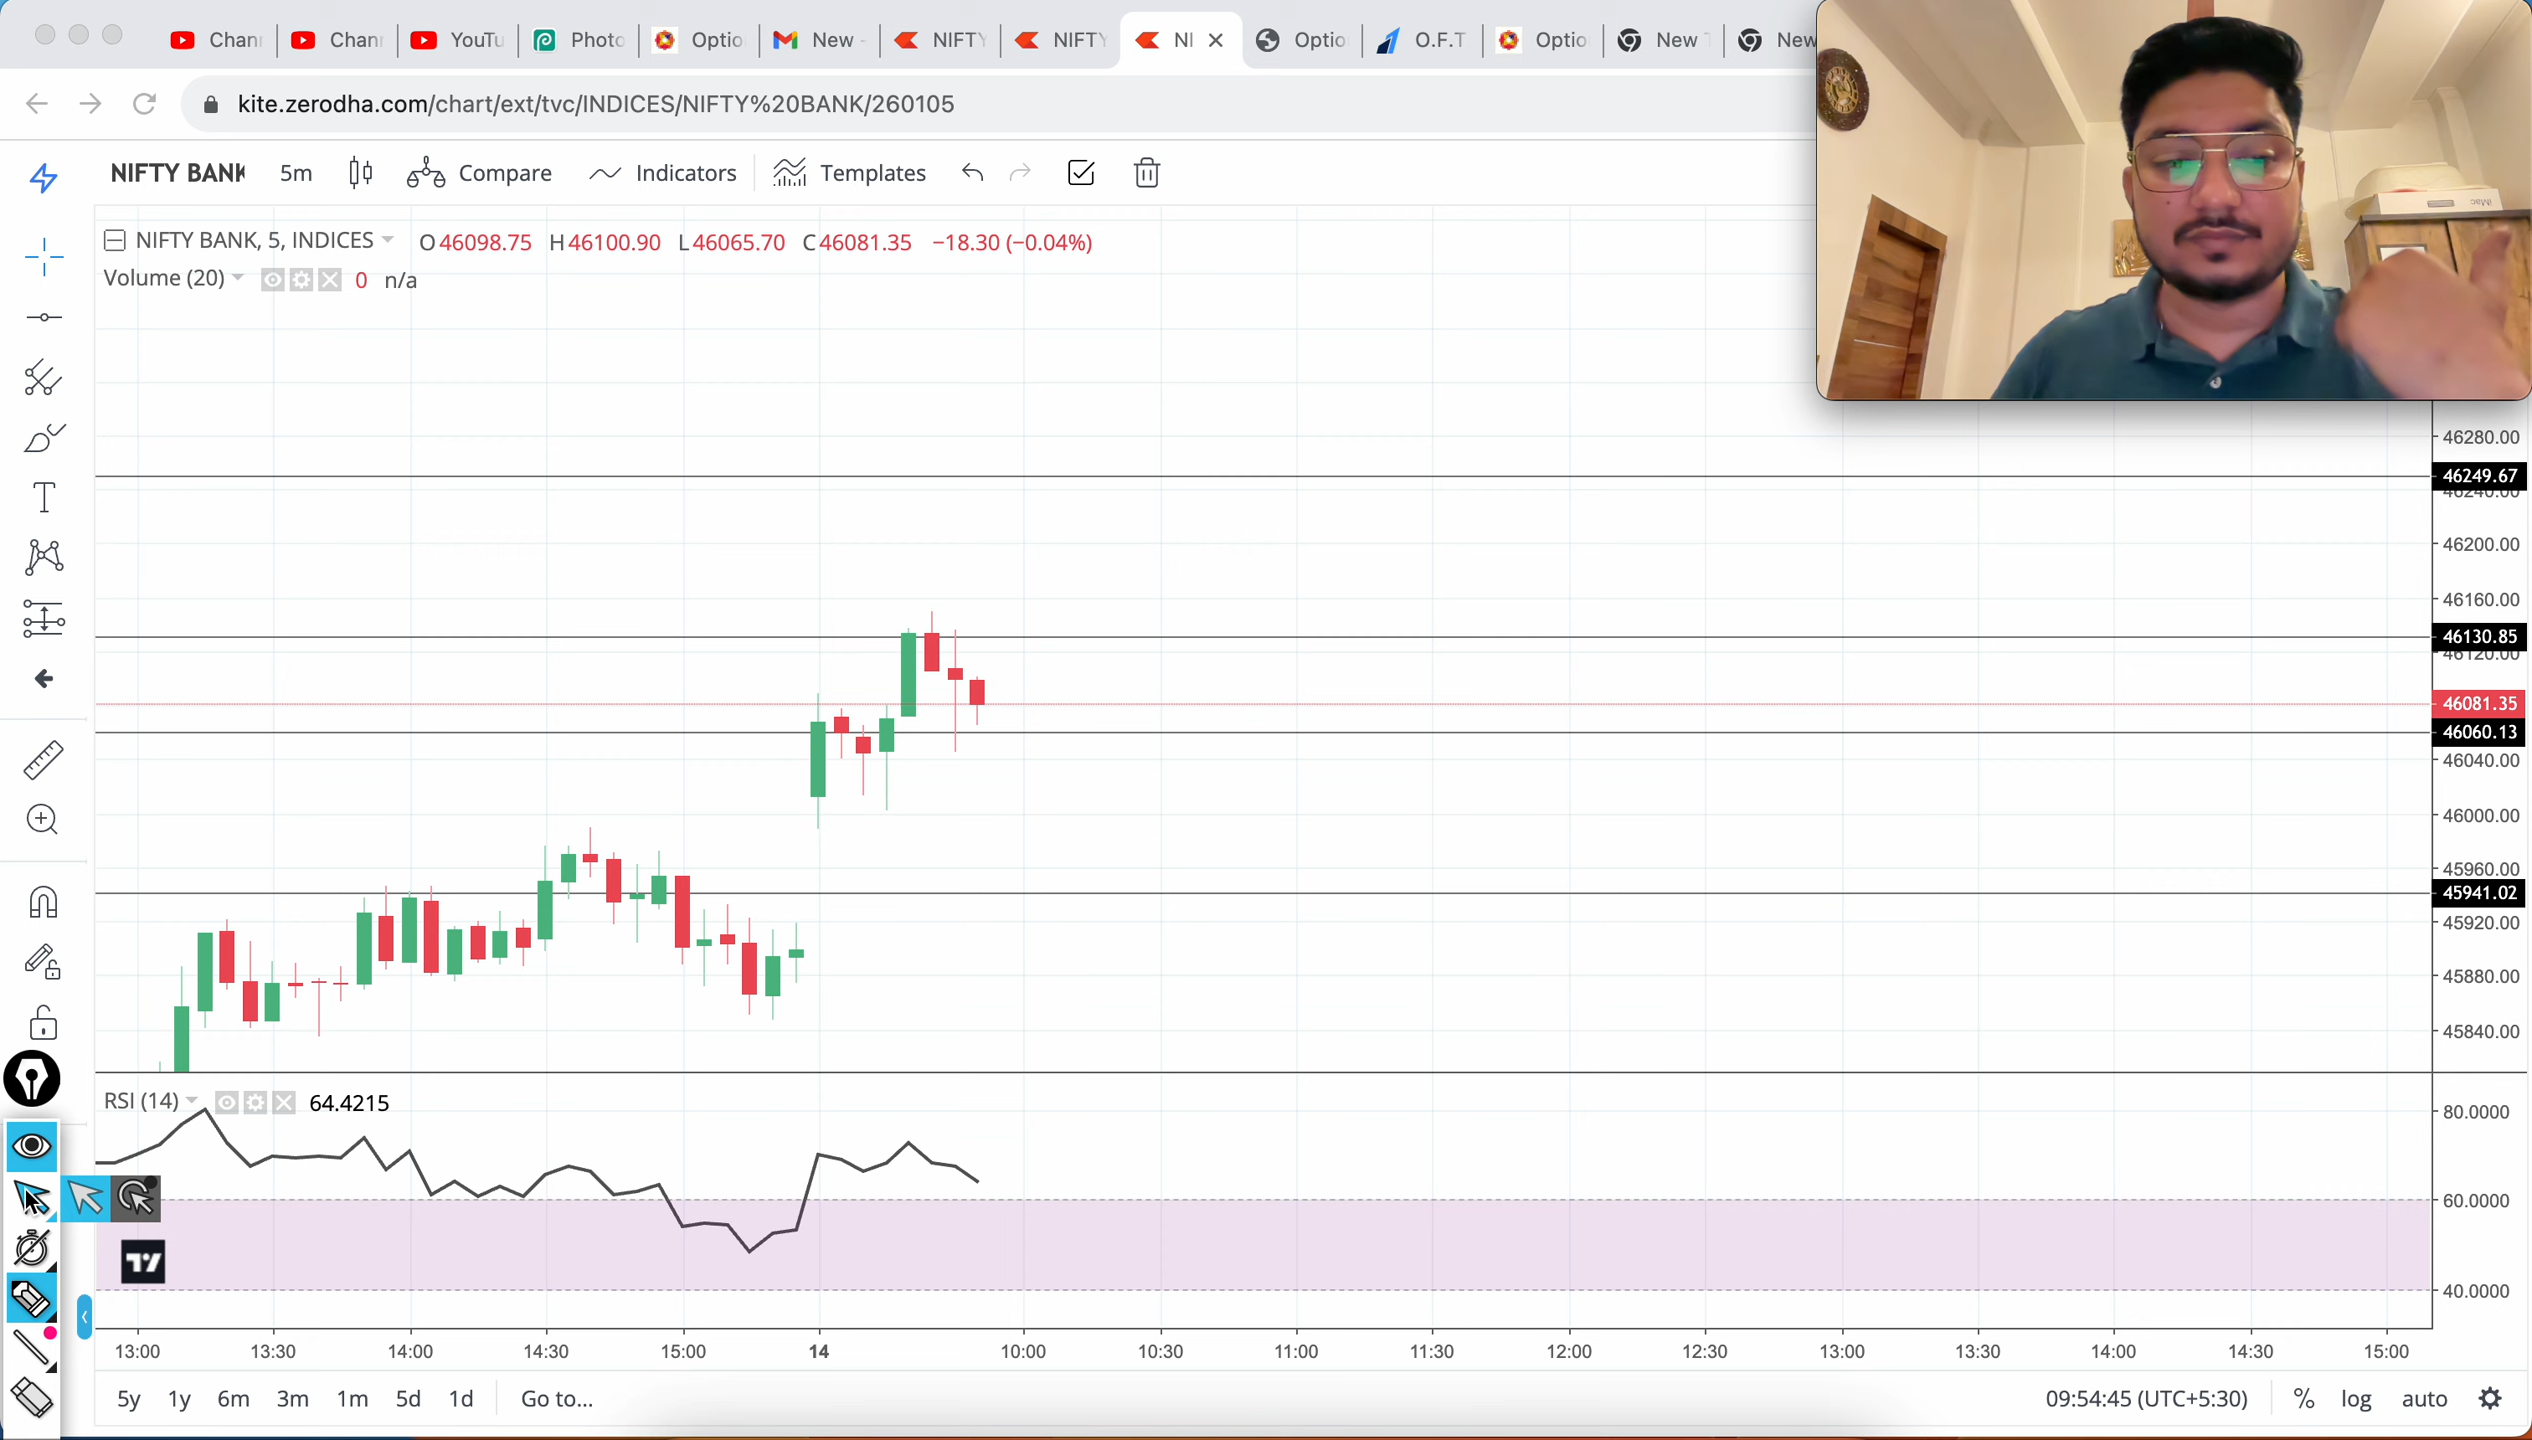 Chan
Chan
YouTu
Photo
Optio
New -
NIFTY
NIFTY
NI
Optio
O.F.T
Optio
New T
New
kite.zerodha.com/chart/ext/tvc/INDICES/NIFTY%20BANK/260105
NIFTY BANK 5m Compare Indicators Templates
NIFTY BANK, 5, INDICES O46098.75 H46100.90 L46065.70 C46081.35 −18.30 (−0.04%)
Volume (20) 0 n/a
46280.00
46249.67
46240.00
46200.00
46160.00
46130.85
46120.00
46081.35
46060.13
46040.00
46000.00
45960.00
45941.02
45920.00
45880.00
45840.00
RSI (14) 64.4215
80.0000
60.0000
40.0000
13:00 13:30 14:00 14:30 15:00 14 10:00 10:30 11:00 11:30 12:00 12:30 13:00 13:30 14:00 14:30 15:00
5y 1y 6m 3m 1m 5d 1d Go to... 09:54:45 (UTC+5:30) % log auto